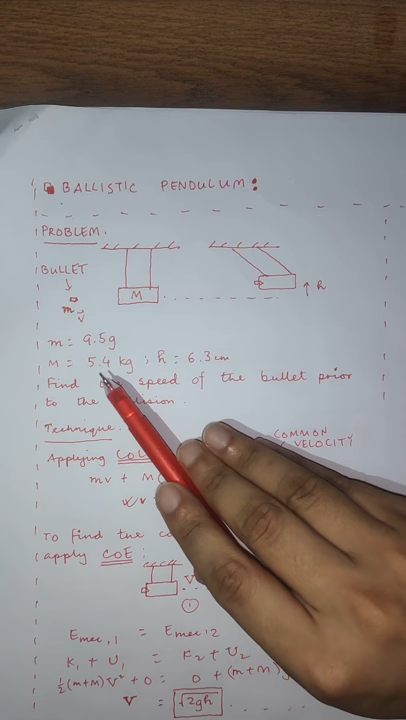 BALLISTIC PENDULUM:
PROBLEM.
BULLET
m
v
M
h
m = 9.5g
M = 5.4 kg ; h = 6.3 cm
Find speed of the bullet prior
to the collision.
Technique.
COMMON
VELOCITY
Applying COL
mv + M(
To find the
apply COE:
V
1
Emec,1 = Emec,2
K1 + U1 = K2 + U2
½(m+M)V² + 0 = 0 + (m+M)
V = √2gh